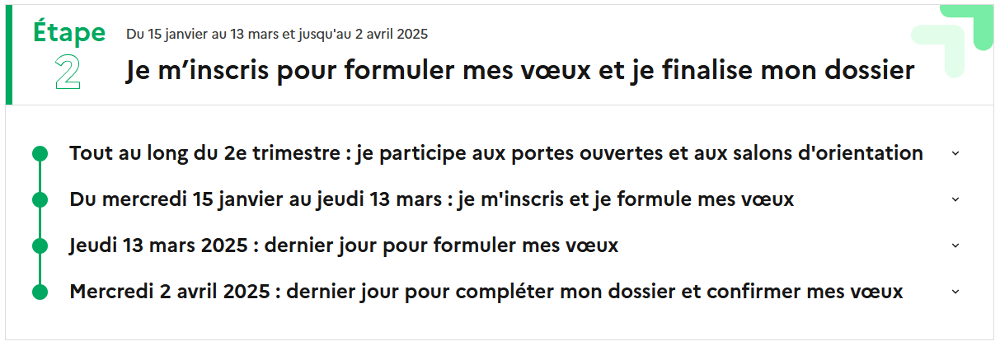 Étape
2
Du 15 janvier au 13 mars et jusqu'au 2 avril 2025
Je m’inscris pour formuler mes vœux et je finalise mon dossier
Tout au long du 2e trimestre : je participe aux portes ouvertes et aux salons d'orientation
Du mercredi 15 janvier au jeudi 13 mars : je m'inscris et je formule mes vœux
Jeudi 13 mars 2025 : dernier jour pour formuler mes vœux
Mercredi 2 avril 2025 : dernier jour pour compléter mon dossier et confirmer mes vœux